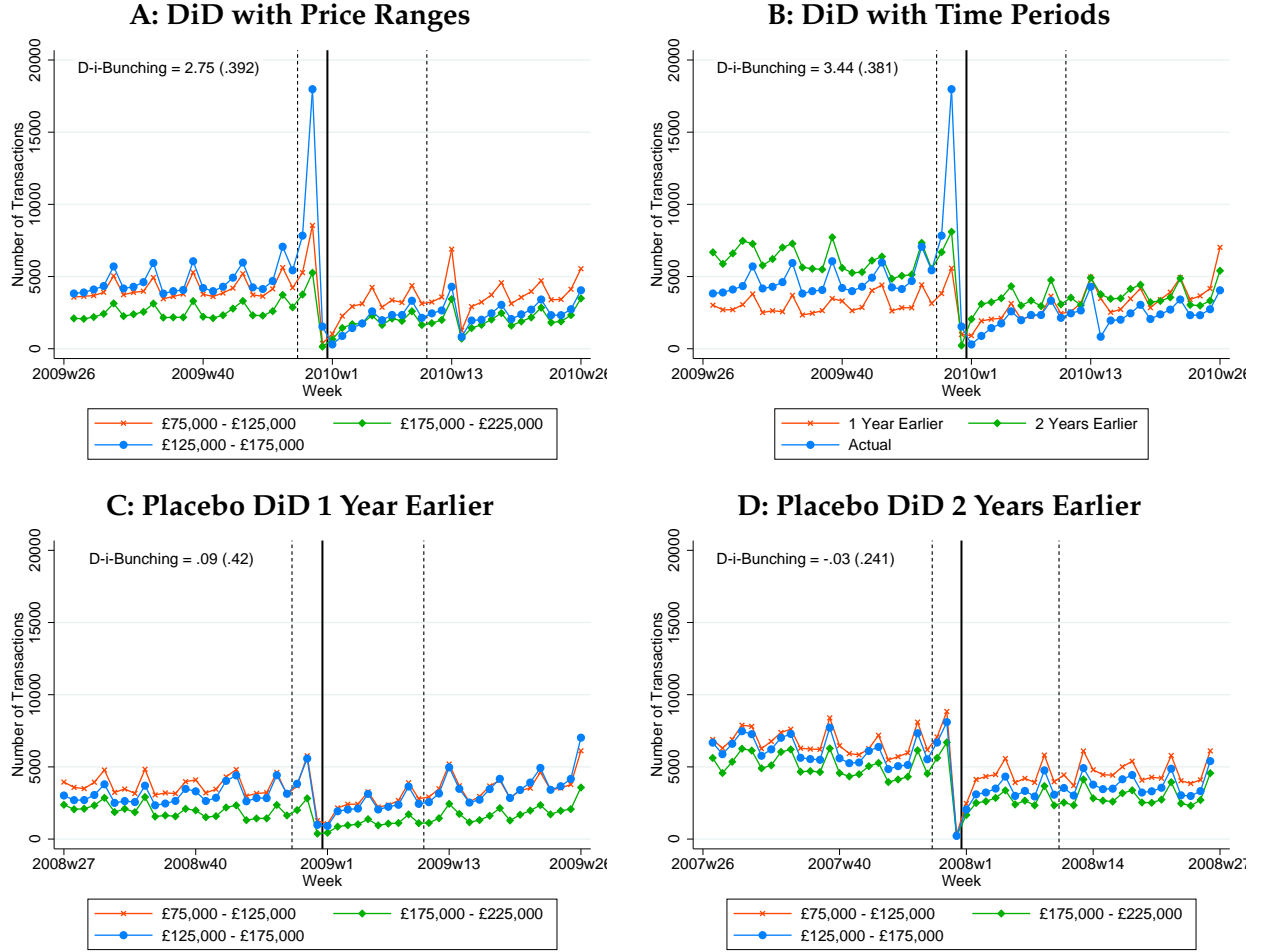 A: DiD with Price Ranges
D-i-Bunching = 2.75 (.392)
Number of Transactions
0 5000 10000 15000 20000
2009w26 2009w40 2010w1 2010w13 2010w26
Week
£75,000 - £125,000 £175,000 - £225,000
£125,000 - £175,000
B: DiD with Time Periods
D-i-Bunching = 3.44 (.381)
Number of Transactions
0 5000 10000 15000 20000
2009w26 2009w40 2010w1 2010w13 2010w26
Week
1 Year Earlier 2 Years Earlier
Actual
C: Placebo DiD 1 Year Earlier
D-i-Bunching = .09 (.42)
Number of Transactions
0 5000 10000 15000 20000
2008w27 2008w40 2009w1 2009w13 2009w26
Week
£75,000 - £125,000 £175,000 - £225,000
£125,000 - £175,000
D: Placebo DiD 2 Years Earlier
D-i-Bunching = -.03 (.241)
Number of Transactions
0 5000 10000 15000 20000
2007w26 2007w40 2008w1 2008w14 2008w27
Week
£75,000 - £125,000 £175,000 - £225,000
£125,000 - £175,000